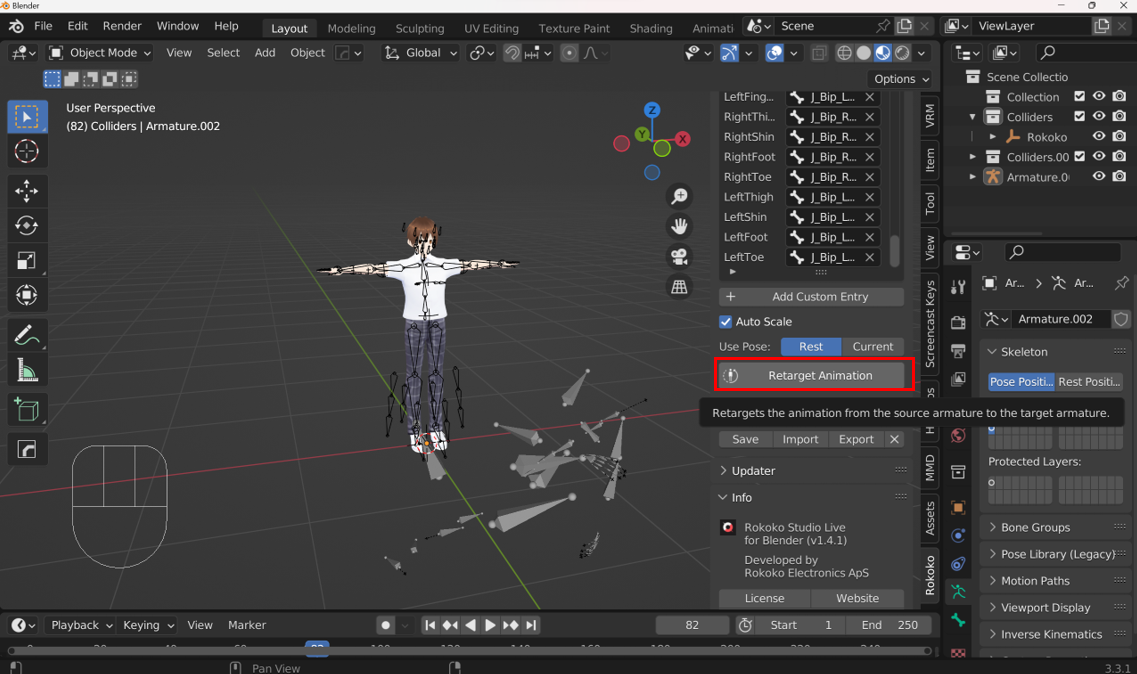 Blender
File Edit Render Window Help Layout Modeling Sculpting UV Editing Texture Paint Shading Animati Scene ViewLayer
Object Mode View Select Add Object Global
Options
User Perspective
(82) Colliders | Armature.002
Z
Y
X
LeftFing... J_Bip_L...
RightThi... J_Bip_R...
RightShin J_Bip_R...
RightFoot J_Bip_R...
RightToe J_Bip_R...
LeftThigh J_Bip_L...
LeftShin J_Bip_L...
LeftFoot J_Bip_L...
LeftToe J_Bip_L...
Add Custom Entry
Auto Scale
Use Pose: Rest Current
Retarget Animation
Retargets the animation from the source armature to the target armature.
Save Import Export
Updater
Info
Rokoko Studio Live
for Blender (v1.4.1)
Developed by
Rokoko Electronics ApS
License Website
VRM
Item
Tool
View
Screencast Keys
MMD
Assets
Rokoko
Scene Collectio
Collection
Colliders
Rokoko
Colliders.00
Armature.0
Ar... Ar...
Armature.002
Skeleton
Pose Positi... Rest Positi...
Protected Layers:
Bone Groups
Pose Library (Legacy)
Motion Paths
Viewport Display
Inverse Kinematics
Playback Keying View Marker 82 Start 1 End 250
Pan View 3.3.1